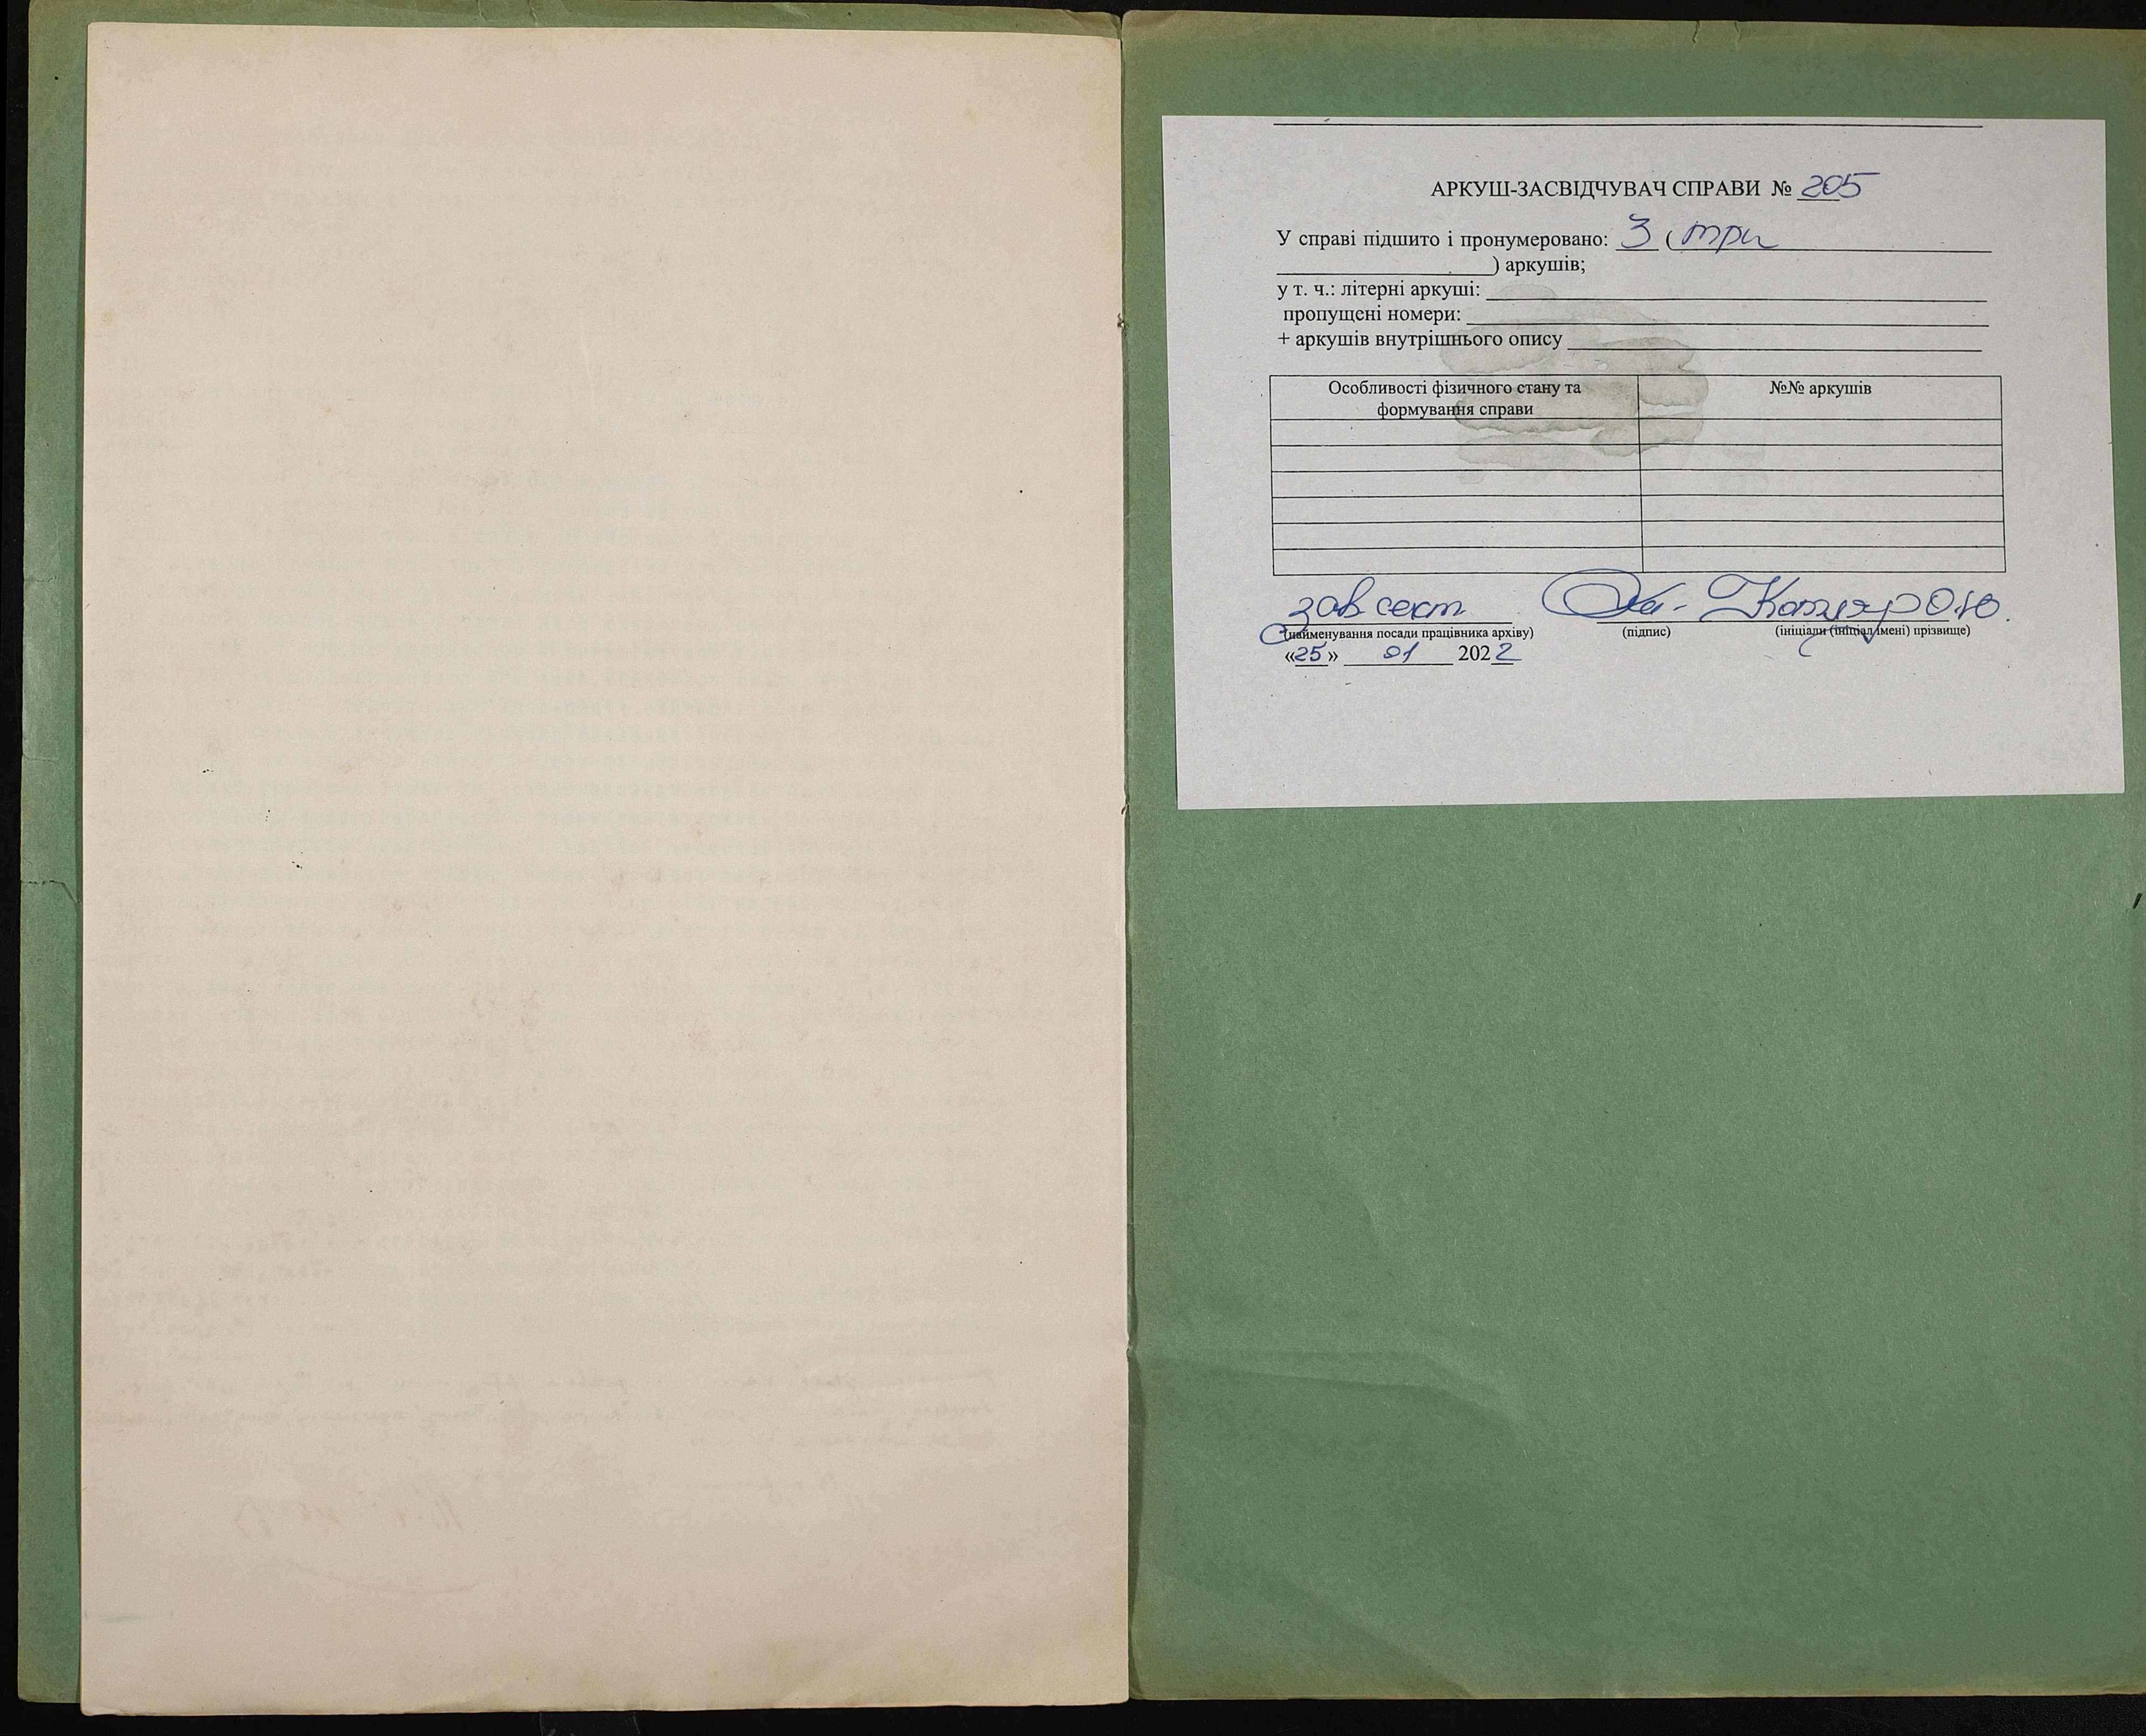 АРКУШ-ЗАСВІДЧУВАЧ СПРАВИ № 205
У справі підшито і пронумеровано: 3 ( три
) аркушів;
у т. ч.: літерні аркуші:
пропущені номери:
+ аркушів внутрішнього опису
Особливості фізичного стану та формування справи
№№ аркушів
зав сект
(найменування посади працівника архіву) (підпис) (ініціали (ініціал імені) прізвище)
«25» 01 2022